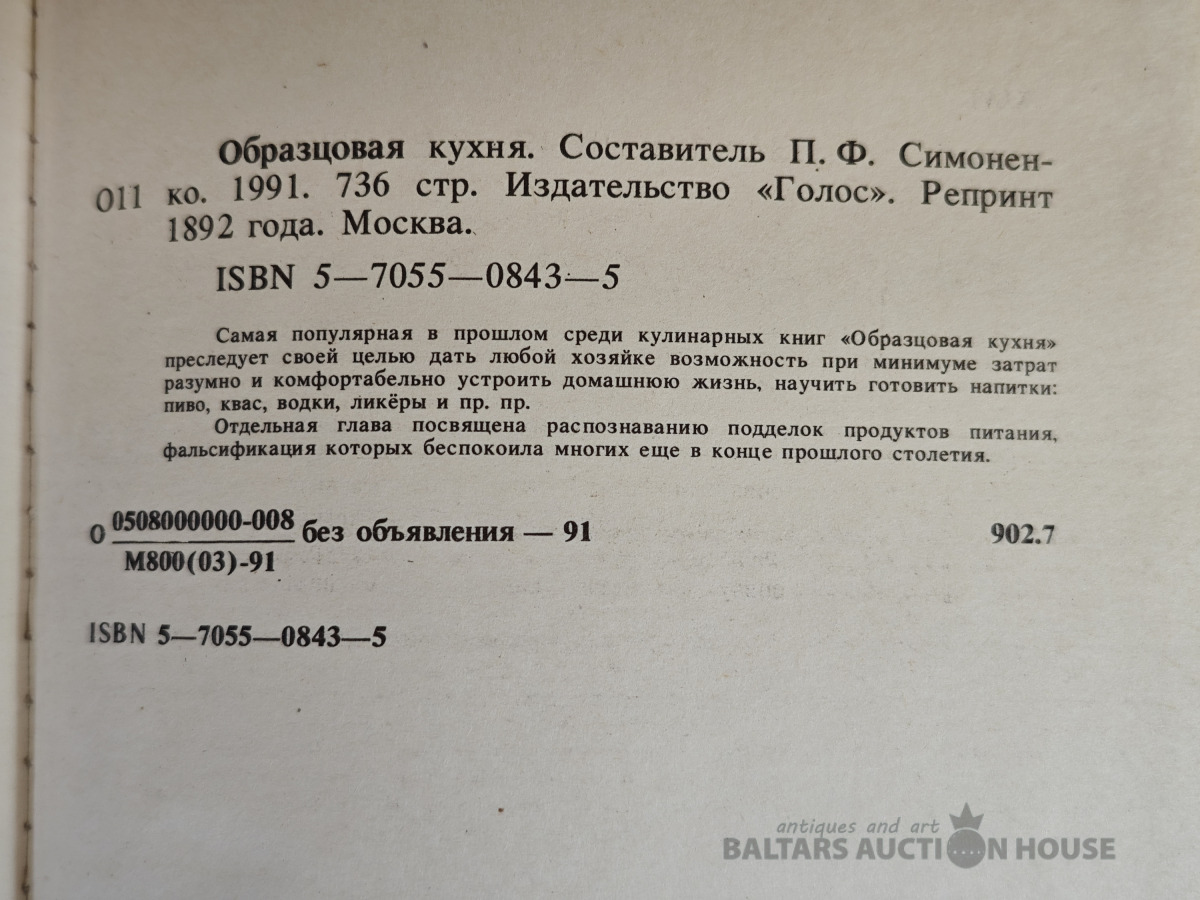 Образцовая кухня. Составитель П. Ф. Симонен-
О11 ко. 1991. 736 стр. Издательство «Голос». Репринт
1892 года. Москва.
ISBN 5—7055—0843—5
Самая популярная в прошлом среди кулинарных книг «Образцовая кухня»
преследует своей целью дать любой хозяйке возможность при минимуме затрат
разумно и комфортабельно устроить домашнюю жизнь, научить готовить напитки:
пиво, квас, водки, ликёры и пр. пр.
Отдельная глава посвящена распознаванию подделок продуктов питания,
фальсификация которых беспокоила многих еще в конце прошлого столетия.
О 0508000000-008 без объявления — 91 902.7
М800(03)-91
ISBN 5—7055—0843—5
antiques and art
BALTARS AUCTION HOUSE